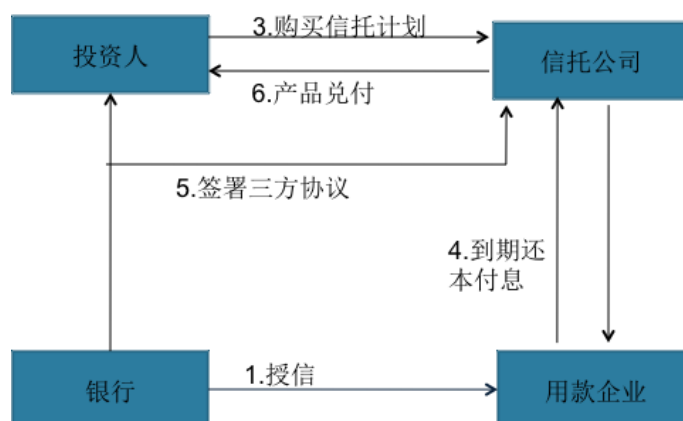 3.购买信托计划
投资人
信托公司
6.产品兑付
5.签署三方协议
4.到期还
本付息
1.授信
银行
用款企业